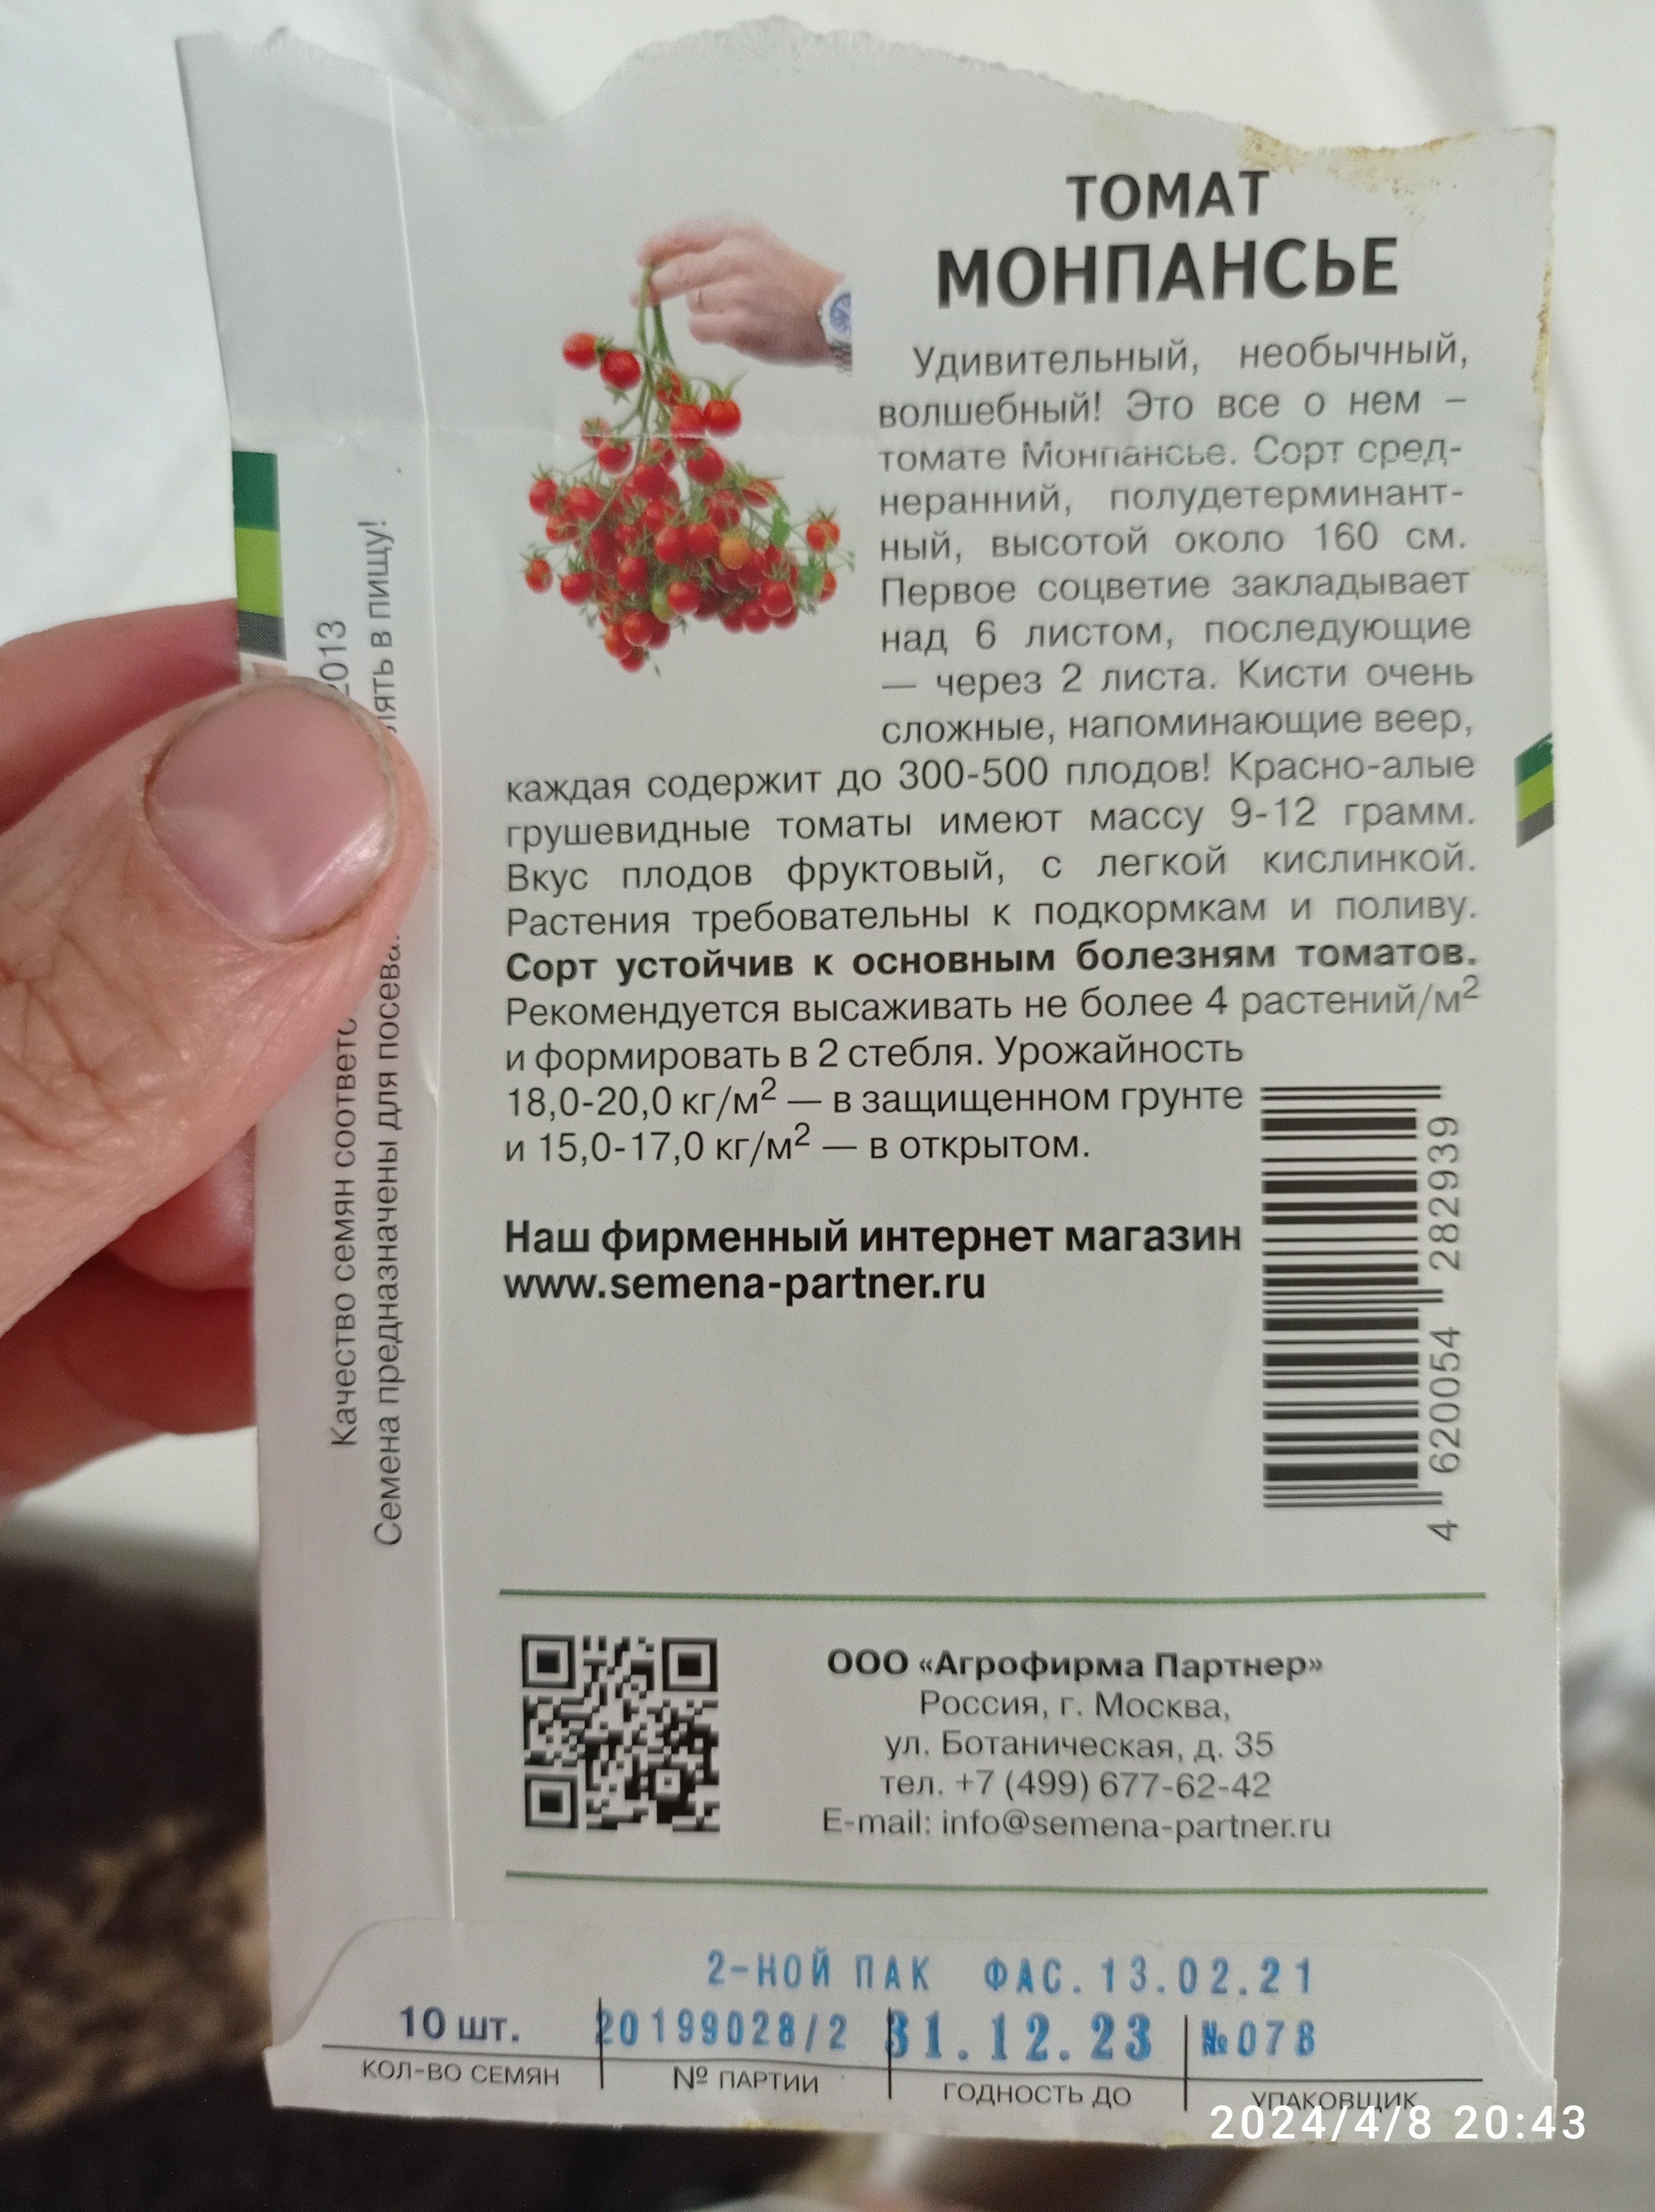 ТОМАТ
МОНПАНСЬЕ
Удивительный, необычный,
волшебный! Это все о нем –
томате Монпансье. Сорт сред-
неранний, полудетерминант-
ный, высотой около 160 см.
Первое соцветие закладывает
над 6 листом, последующие
— через 2 листа. Кисти очень
сложные, напоминающие веер,
каждая содержит до 300-500 плодов! Красно-алые
грушевидные томаты имеют массу 9-12 грамм.
Вкус плодов фруктовый, с легкой кислинкой.
Растения требовательны к подкормкам и поливу.
Сорт устойчив к основным болезням томатов.
Рекомендуется высаживать не более 4 растений/м²
и формировать в 2 стебля. Урожайность
18,0-20,0 кг/м² — в защищенном грунте
и 15,0-17,0 кг/м² — в открытом.
Наш фирменный интернет магазин
www.semena-partner.ru
4 620054 282939
Качество семян 2013
Семена предназначены для посева. в пищу!
ООО «Агрофирма Партнер»
Россия, г. Москва,
ул. Ботаническая, д. 35
тел. +7 (499) 677-62-42
E-mail: info@semena-partner.ru
2-НОЙ ПАК ФАС.13.02.21
10 шт. 20199028/2 31.12.23 №078
КОЛ-ВО СЕМЯН № ПАРТИИ ГОДНОСТЬ ДО УПАКОВЩИК
2024/4/8 20:43